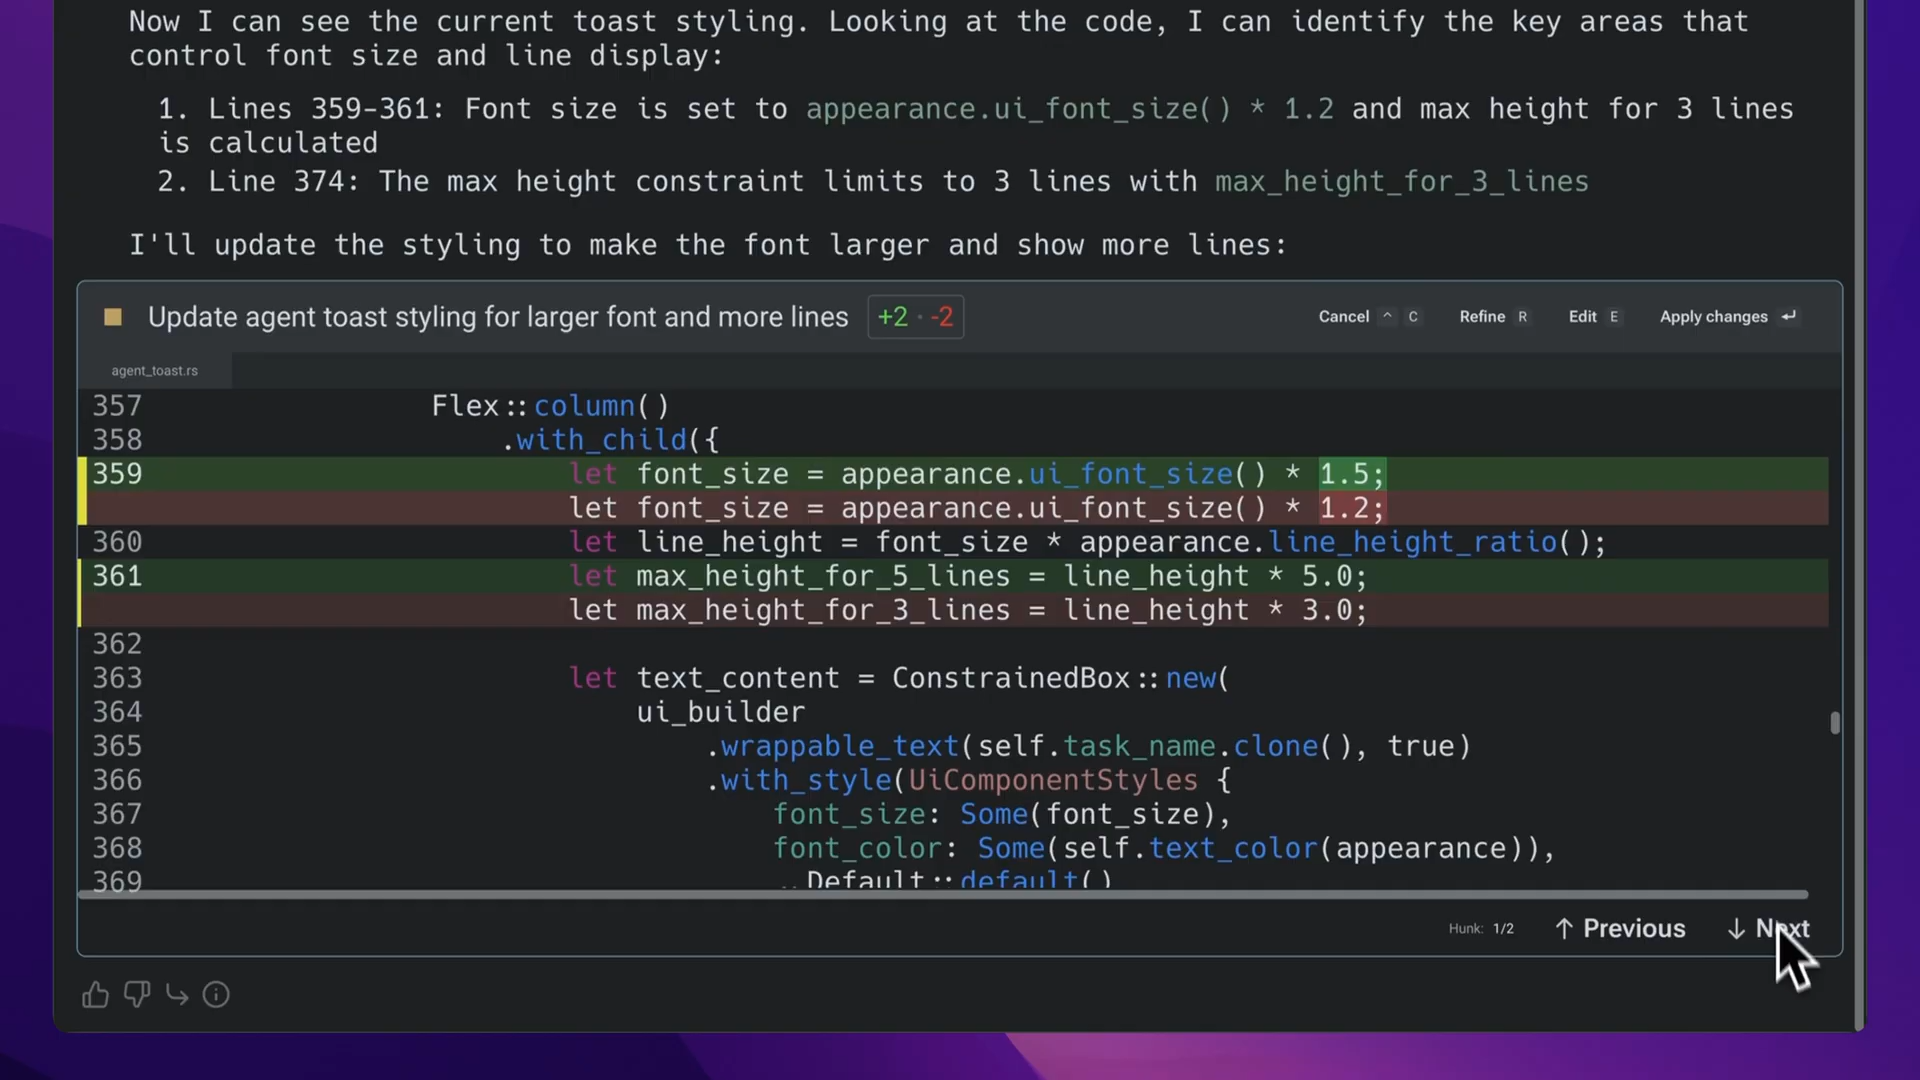 Now I can see the current toast styling. Looking at the code, I can identify the key areas that
control font size and line display:
1. Lines 359-361: Font size is set to appearance.ui_font_size() * 1.2 and max height for 3 lines
is calculated
2. Line 374: The max height constraint limits to 3 lines with max_height_for_3_lines
I'll update the styling to make the font larger and show more lines:
Update agent toast styling for larger font and more lines +2 · -2 Cancel ^ C Refine R Edit E Apply changes ↵
agent_toast.rs
357 Flex::column()
358 .with_child({
359 let font_size = appearance.ui_font_size() * 1.5;
let font_size = appearance.ui_font_size() * 1.2;
360 let line_height = font_size * appearance.line_height_ratio();
361 let max_height_for_5_lines = line_height * 5.0;
let max_height_for_3_lines = line_height * 3.0;
362
363 let text_content = ConstrainedBox::new(
364 ui_builder
365 .wrappable_text(self.task_name.clone(), true)
366 .with_style(UiComponentStyles {
367 font_size: Some(font_size),
368 font_color: Some(self.text_color(appearance)),
369 ..Default::default()
Hunk: 1/2 ↑ Previous ↓ Next